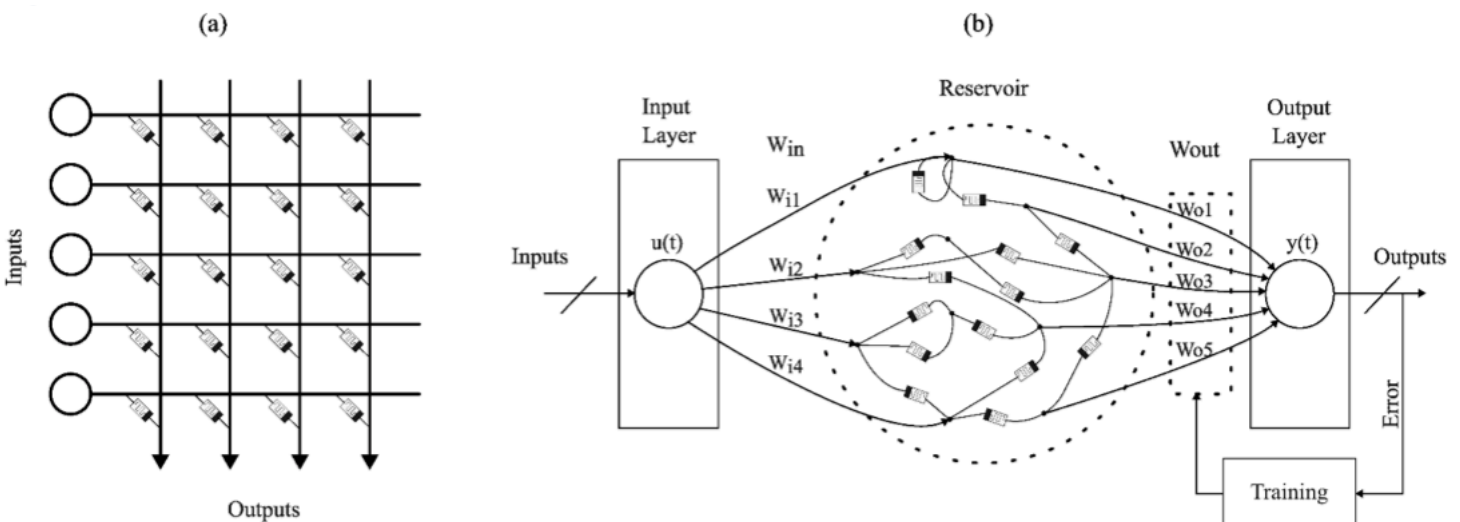 (a)
(b)
Inputs
Outputs
Reservoir
Input
Layer
Output
Layer
Win
Wout
Wi1
Wi2
Wi3
Wi4
Inputs
u(t)
Wo1
Wo2
Wo3
Wo4
Wo5
y(t)
Outputs
Error
Training